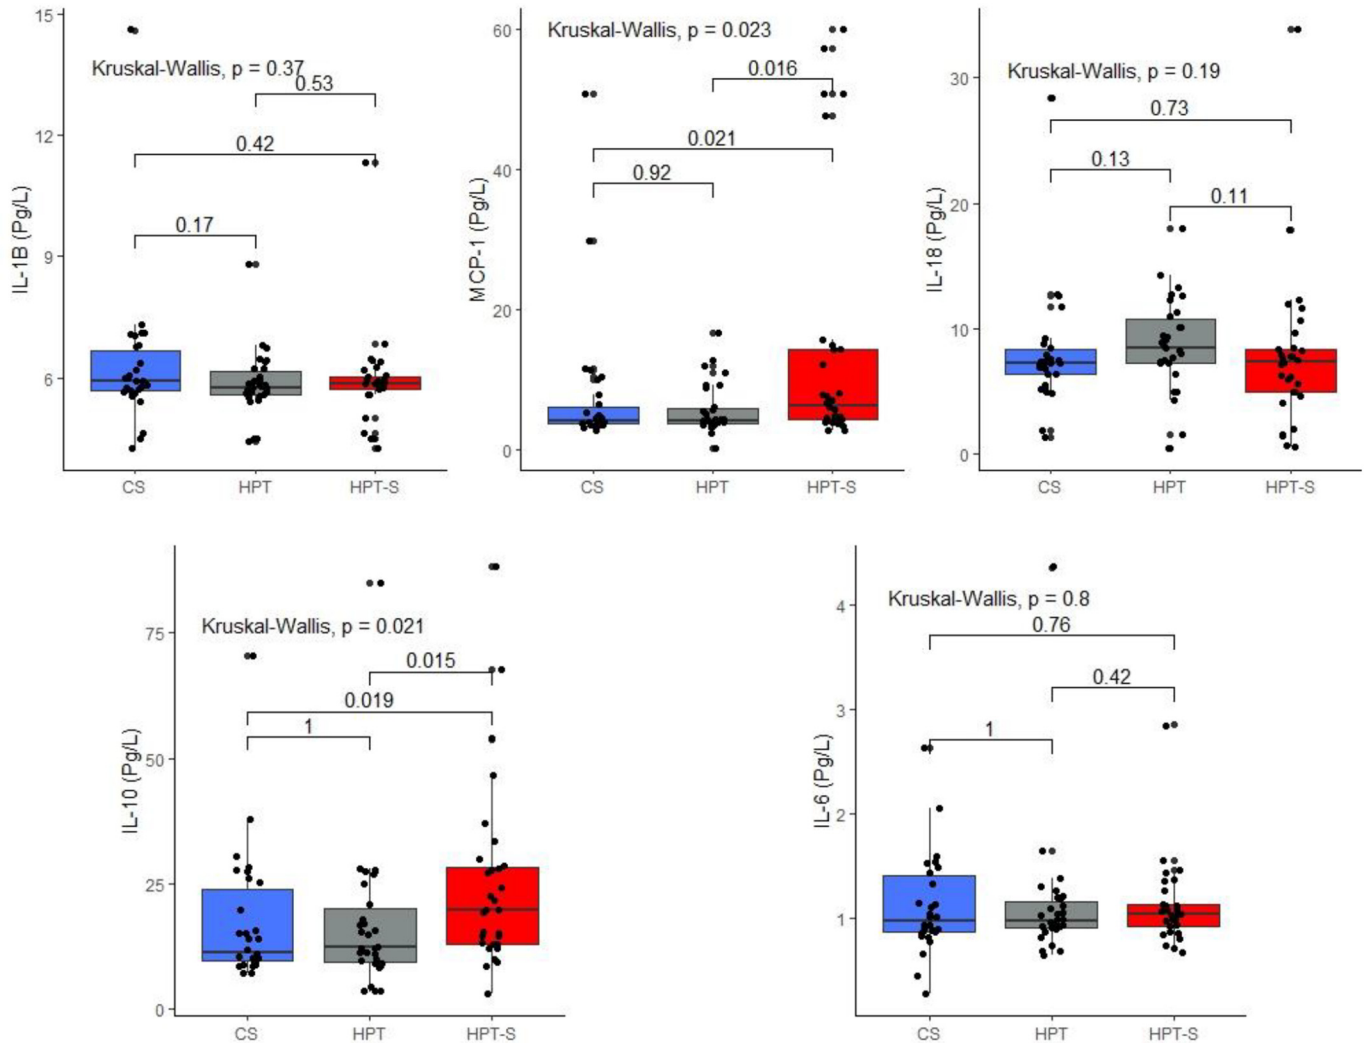 15
12
9
6
IL-1B (Pg/L)
Kruskal-Wallis, p = 0.37
0.53
0.42
0.17
CS
HPT
HPT-S
60
40
20
0
MCP-1 (Pg/L)
Kruskal-Wallis, p = 0.023
0.016
0.021
0.92
CS
HPT
HPT-S
30
20
10
0
IL-18 (Pg/L)
Kruskal-Wallis, p = 0.19
0.73
0.13
0.11
CS
HPT
HPT-S
75
50
25
0
IL-10 (Pg/L)
Kruskal-Wallis, p = 0.021
0.015
0.019
1
CS
HPT
HPT-S
4
3
2
1
IL-6 (Pg/L)
Kruskal-Wallis, p = 0.8
0.76
0.42
1
CS
HPT
HPT-S